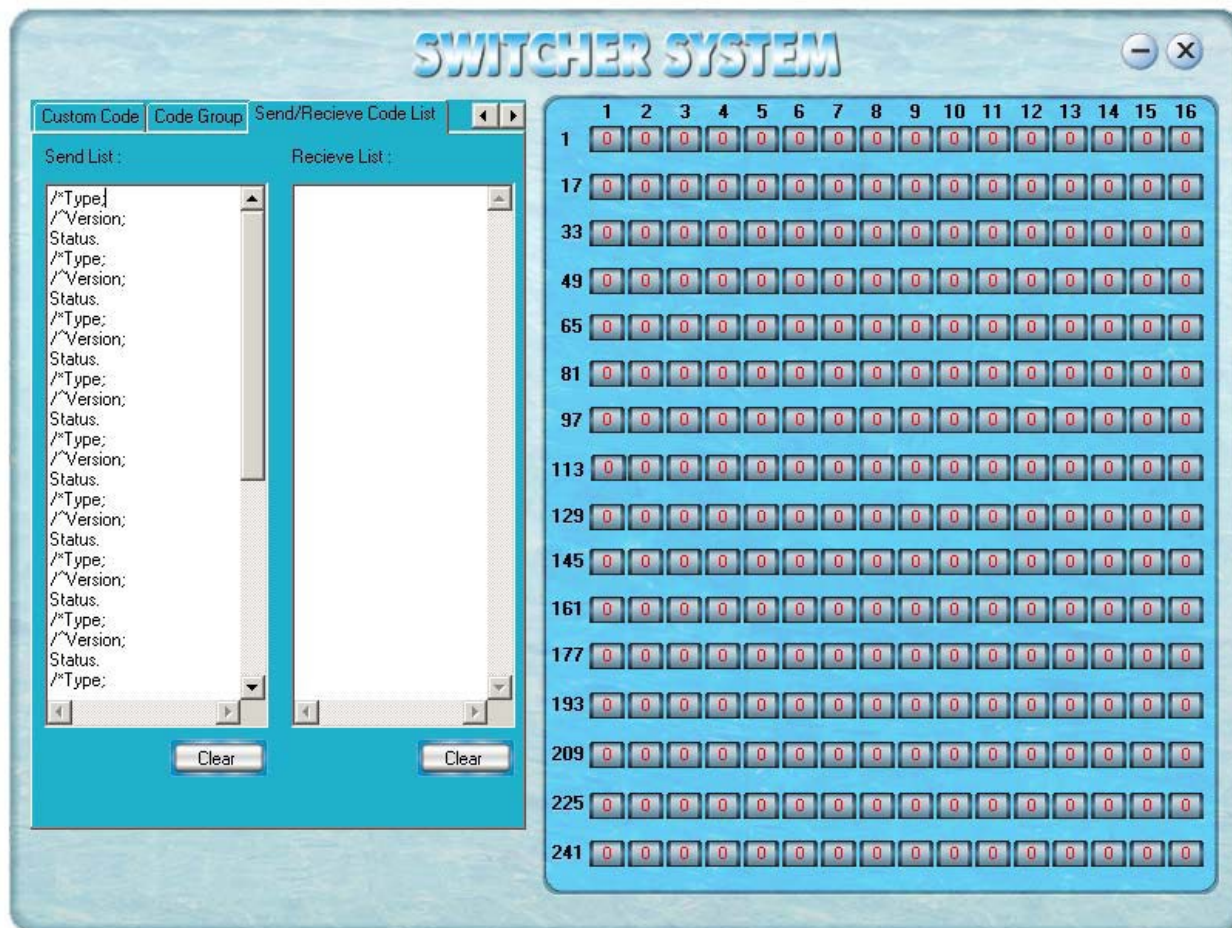 SWITCHER SYSTEM
Custom Code Code Group Send/Recieve Code List
Send List : Recieve List :
/*Type;
/^Version;
Status.
/*Type;
/^Version;
Status.
/*Type;
/^Version;
Status.
/*Type;
/^Version;
Status.
/*Type;
/^Version;
Status.
/*Type;
/^Version;
Status.
/*Type;
/^Version;
Status.
/*Type;
/^Version;
Status.
/*Type;
Clear Clear
1 2 3 4 5 6 7 8 9 10 11 12 13 14 15 16
1 0 0 0 0 0 0 0 0 0 0 0 0 0 0 0 0
17 0 0 0 0 0 0 0 0 0 0 0 0 0 0 0 0
33 0 0 0 0 0 0 0 0 0 0 0 0 0 0 0 0
49 0 0 0 0 0 0 0 0 0 0 0 0 0 0 0 0
65 0 0 0 0 0 0 0 0 0 0 0 0 0 0 0 0
81 0 0 0 0 0 0 0 0 0 0 0 0 0 0 0 0
97 0 0 0 0 0 0 0 0 0 0 0 0 0 0 0 0
113 0 0 0 0 0 0 0 0 0 0 0 0 0 0 0 0
129 0 0 0 0 0 0 0 0 0 0 0 0 0 0 0 0
145 0 0 0 0 0 0 0 0 0 0 0 0 0 0 0 0
161 0 0 0 0 0 0 0 0 0 0 0 0 0 0 0 0
177 0 0 0 0 0 0 0 0 0 0 0 0 0 0 0 0
193 0 0 0 0 0 0 0 0 0 0 0 0 0 0 0 0
209 0 0 0 0 0 0 0 0 0 0 0 0 0 0 0 0
225 0 0 0 0 0 0 0 0 0 0 0 0 0 0 0 0
241 0 0 0 0 0 0 0 0 0 0 0 0 0 0 0 0